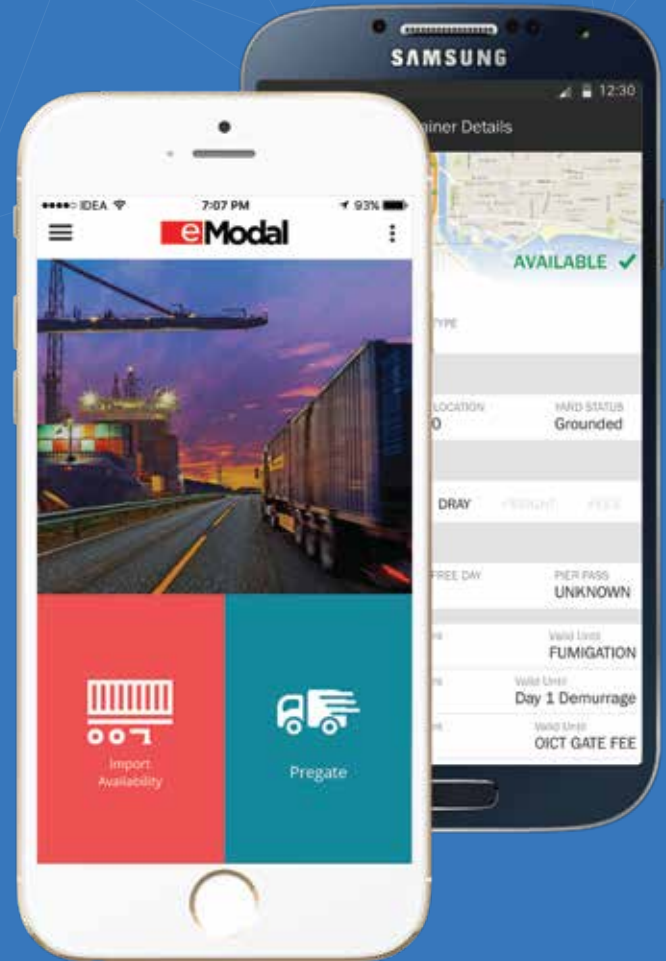 IDEA
7:07 PM
93%
eModal
Import
Availability
Pregate
SAMSUNG
12:30
iner Details
AVAILABLE
TYPE
LOCATION
YARD STATUS
O
Grounded
DRAY
FREIGHT
FEES
FREE DAY
PIER PASS
UNKNOWN
Valid Until
FUMIGATION
Valid Until
Day 1 Demurrage
Valid Until
OICT GATE FEE